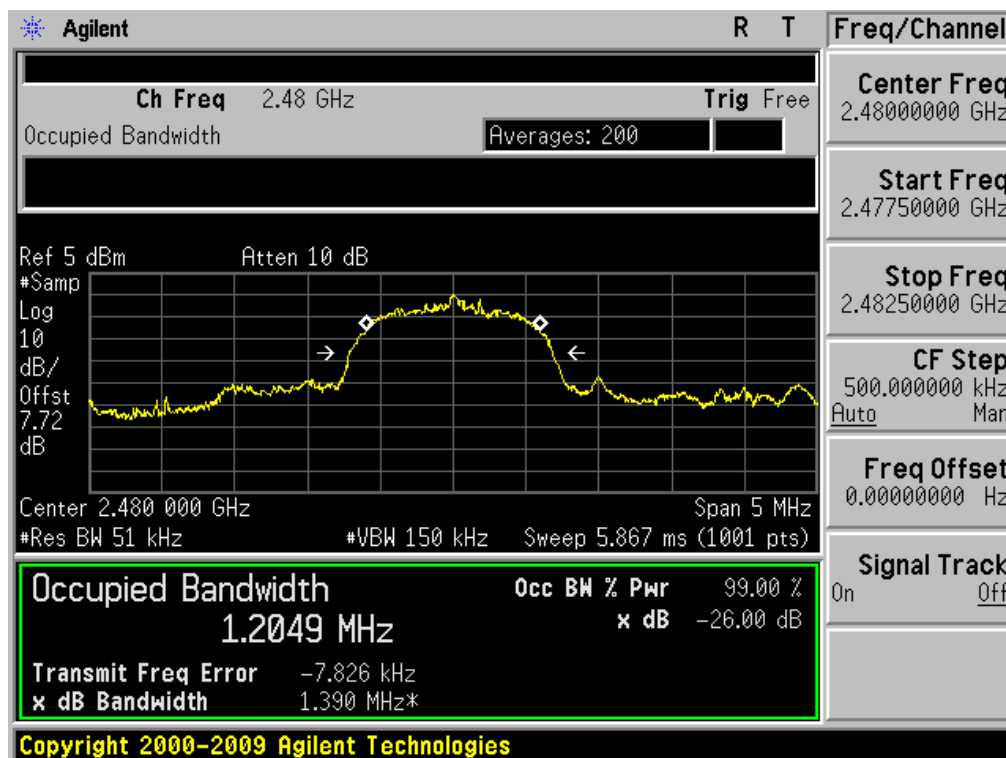 Agilent R T Freq/Channel
Ch Freq 2.48 GHz Trig Free
Occupied Bandwidth Averages: 200
Center Freq
2.48000000 GHz
Start Freq
2.47750000 GHz
Stop Freq
2.48250000 GHz
CF Step
500.000000 kHz
Auto Man
Freq Offset
0.00000000 Hz
Signal Track
On Off
Ref 5 dBm Atten 10 dB
#Samp
Log
10
dB/
Offst
7.72
dB
Center 2.480 000 GHz Span 5 MHz
#Res BW 51 kHz #VBW 150 kHz Sweep 5.867 ms (1001 pts)
Occupied Bandwidth Occ BW % Pwr 99.00 %
1.2049 MHz x dB -26.00 dB
Transmit Freq Error -7.826 kHz
x dB Bandwidth 1.390 MHz*
Copyright 2000-2009 Agilent Technologies